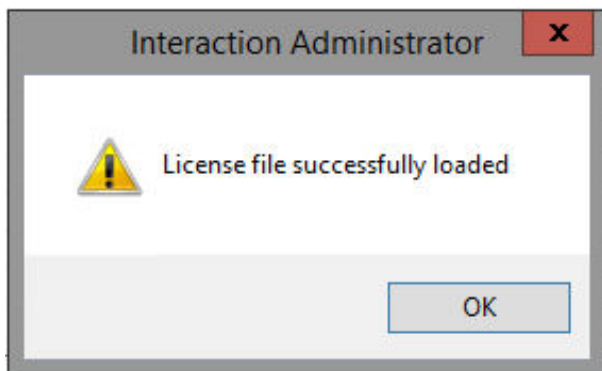 Interaction Administrator
License file successfully loaded
OK